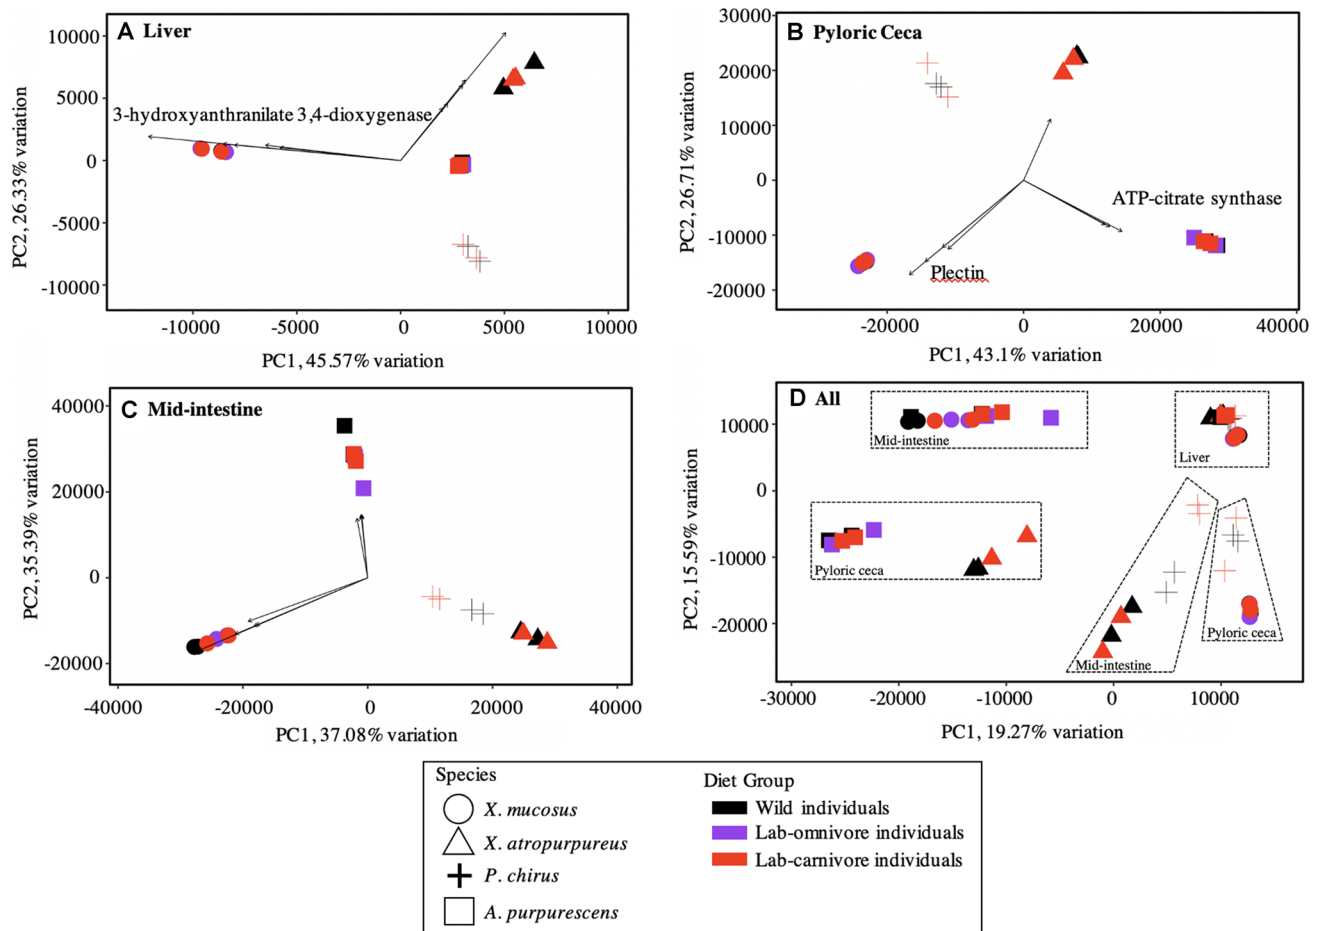 A Liver
10000
5000
0
-5000
-10000
PC2, 26.33% variation
3-hydroxyanthranilate 3,4-dioxygenase
-10000 -5000 0 5000 10000
PC1, 45.57% variation
B Pyloric Ceca
30000
20000
10000
0
-10000
-20000
PC2, 26.71% variation
ATP-citrate synthase
Plectin
-20000 0 20000 40000
PC1, 43.1% variation
C Mid-intestine
40000
20000
0
-20000
PC2, 35.39% variation
-40000 -20000 0 20000 40000
PC1, 37.08% variation
D All
10000
0
-10000
-20000
PC2, 15.59% variation
Mid-intestine
Liver
Pyloric ceca
Pyloric ceca
Mid-intestine
-30000 -20000 -10000 0 10000
PC1, 19.27% variation
Species
X. mucosus
X. atropurpureus
P. chirus
A. purpurescens
Diet Group
Wild individuals
Lab-omnivore individuals
Lab-carnivore individuals